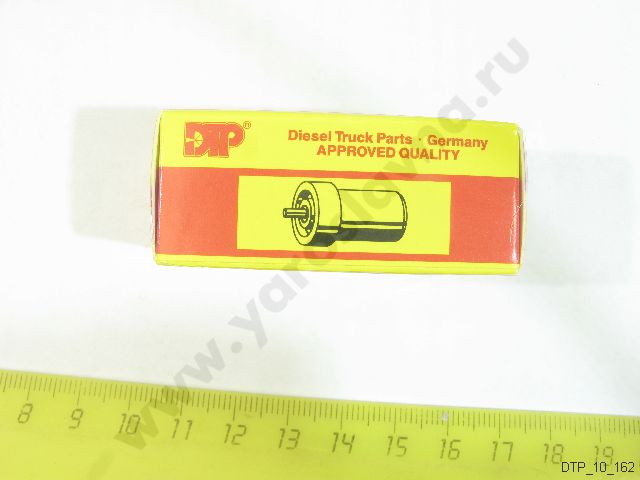 DTP®
Diesel Truck Parts · Germany
APPROVED QUALITY
www.yaroslavna.ru
8 9 10 11 12 13 14 15 16 17 18 19
DTP_10_162